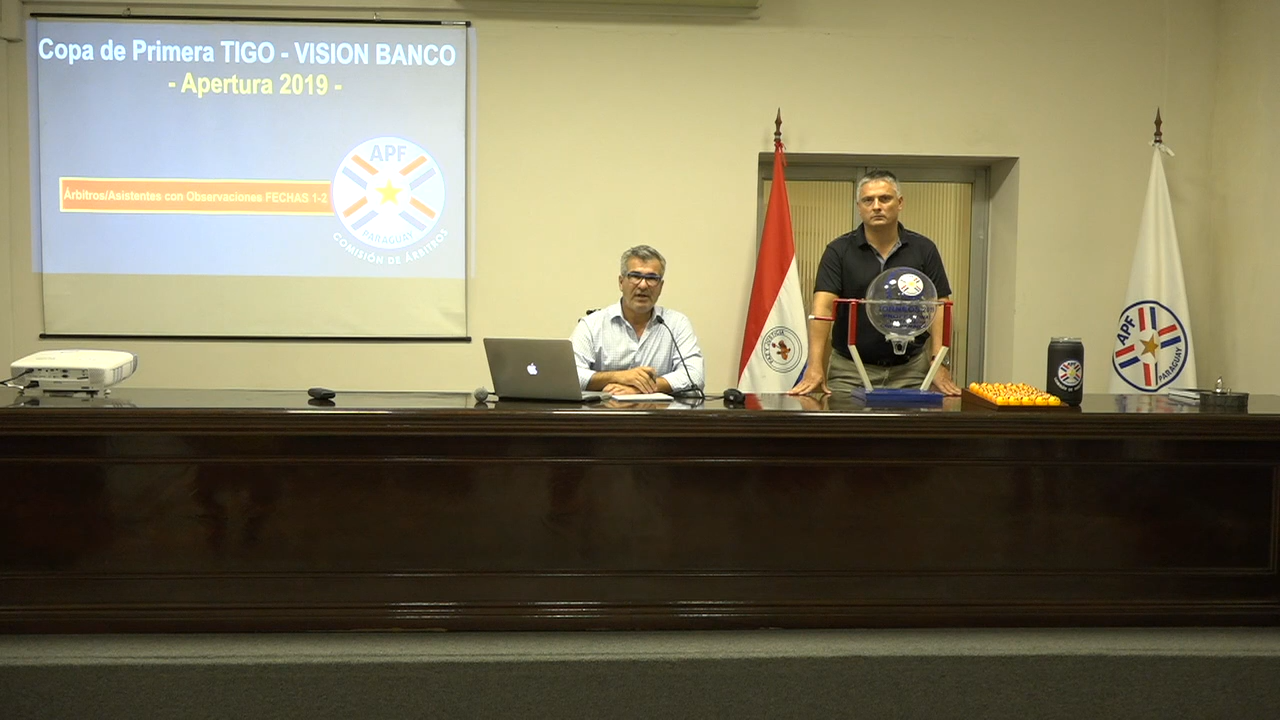 Copa de Primera TIGO - VISION BANCO
- Apertura 2019 -
Árbitros/Asistentes con Observaciones FECHAS 1-2
APF
PARAGUAY
COMISIÓN DE ÁRBITROS
APF
PARAGUAY